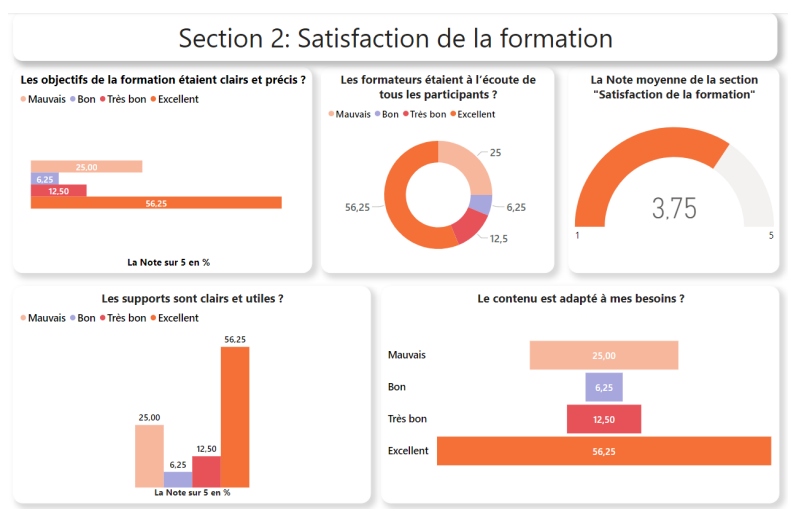 Section 2: Satisfaction de la formation
Les objectifs de la formation étaient clairs et précis ?
Mauvais Bon Très bon Excellent
25,00
6,25
12,50
56,25
La Note sur 5 en %
Les formateurs étaient à l'écoute de
tous les participants ?
Mauvais Bon Très bon Excellent
25
56,25
6,25
12,5
La Note moyenne de la section
"Satisfaction de la formation"
3,75
1
5
Les supports sont clairs et utiles ?
Mauvais Bon Très bon Excellent
56,25
25,00
12,50
6,25
La Note sur 5 en %
Le contenu est adapté à mes besoins ?
Mauvais 25,00
Bon 6,25
Très bon 12,50
Excellent 56,25